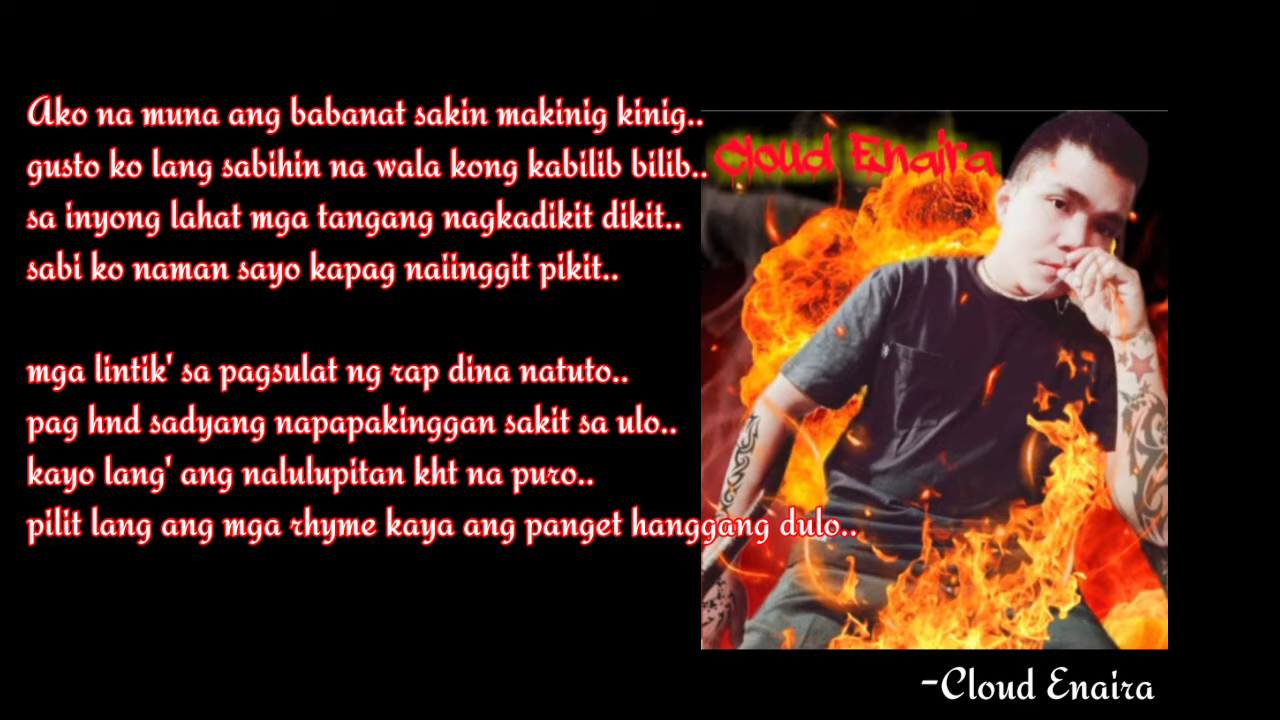 Ako na muna ang babanat sakin makinig kinig..
gusto ko lang sabihin na wala kong kabilib bilib..
sa inyong lahat mga tangang nagkadikit dikit..
sabi ko naman sayo kapag naiinggit pikit..
mga lintik' sa pagsulat ng rap dina natuto..
pag hnd sadyang napapakinggan sakit sa ulo..
kayo lang' ang nalulupitan kht na puro..
pilit lang ang mga rhyme kaya ang panget hanggang dulo..
Cloud Enaira
-Cloud Enaira